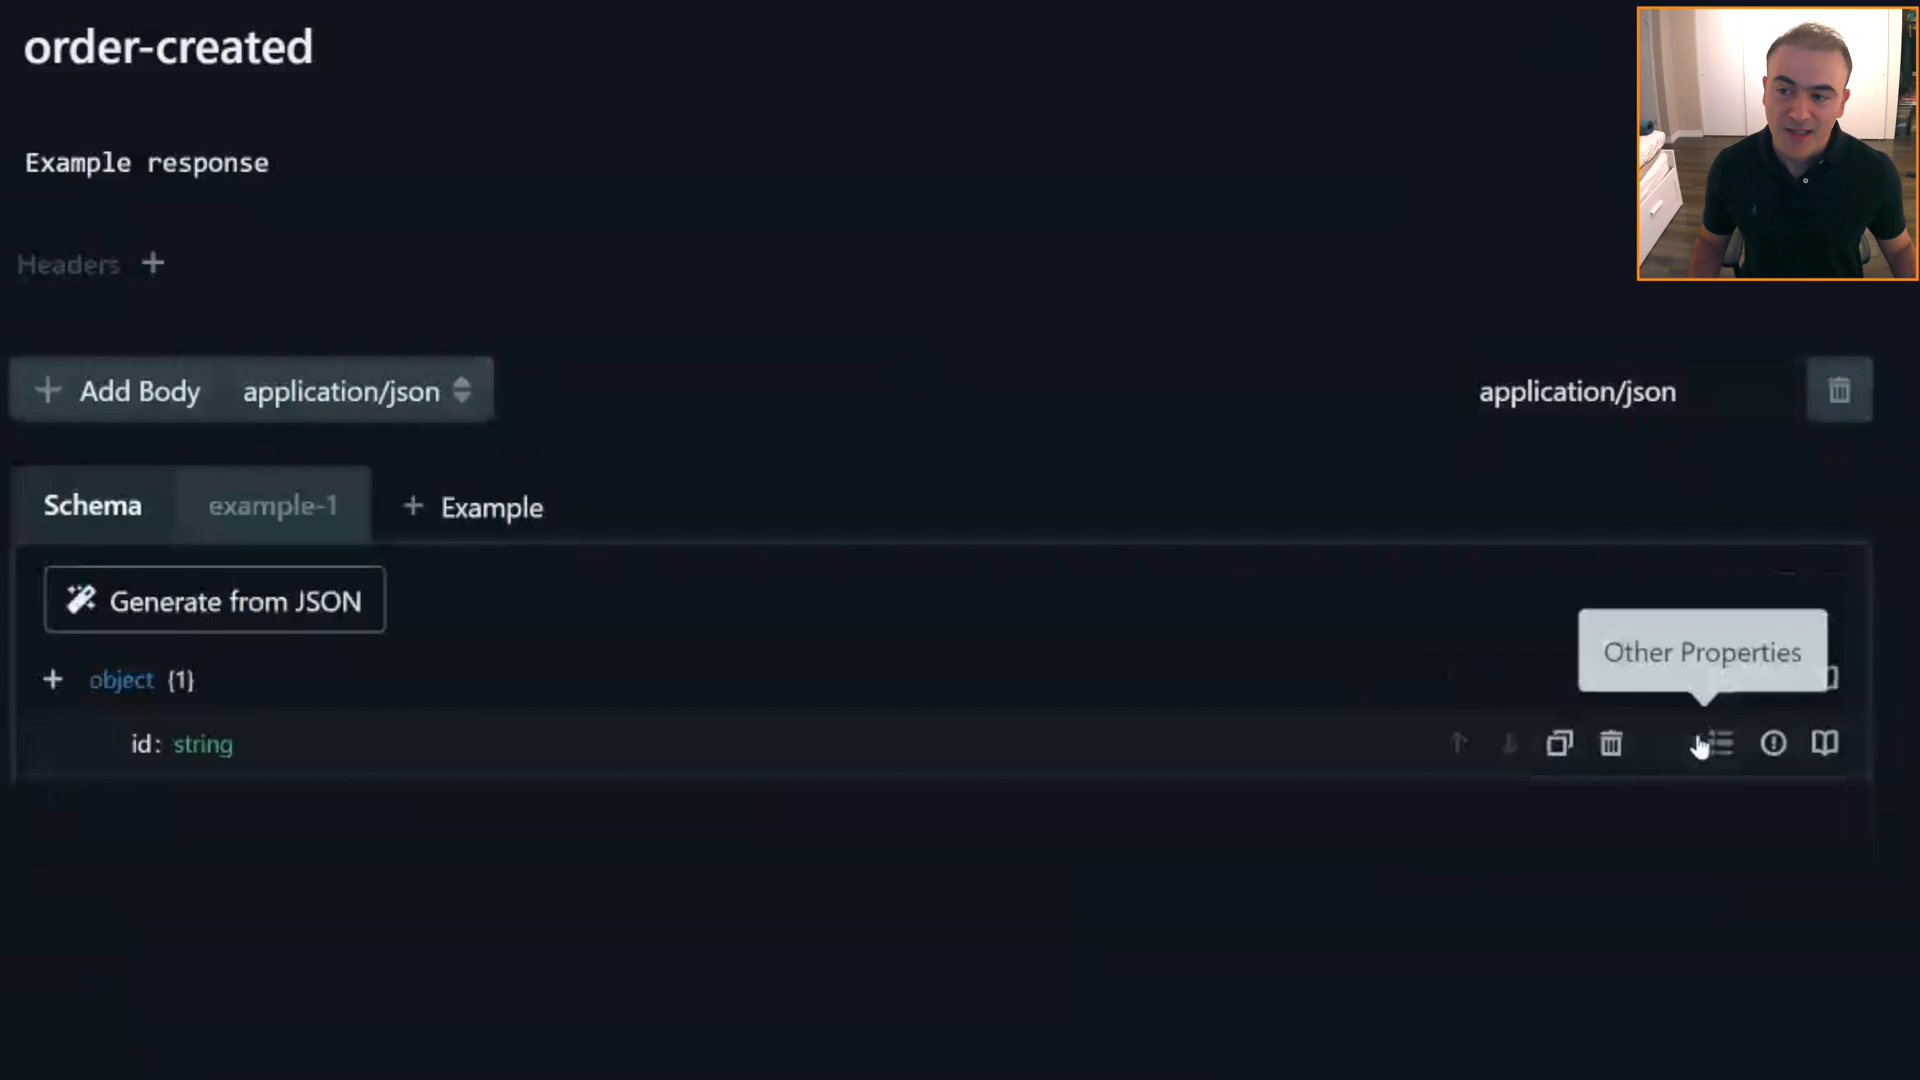 order-created
Example response
Headers +
+ Add Body application/json
application/json
Schema example-1 + Example
Generate from JSON
Other Properties
+ object {1}
id: string